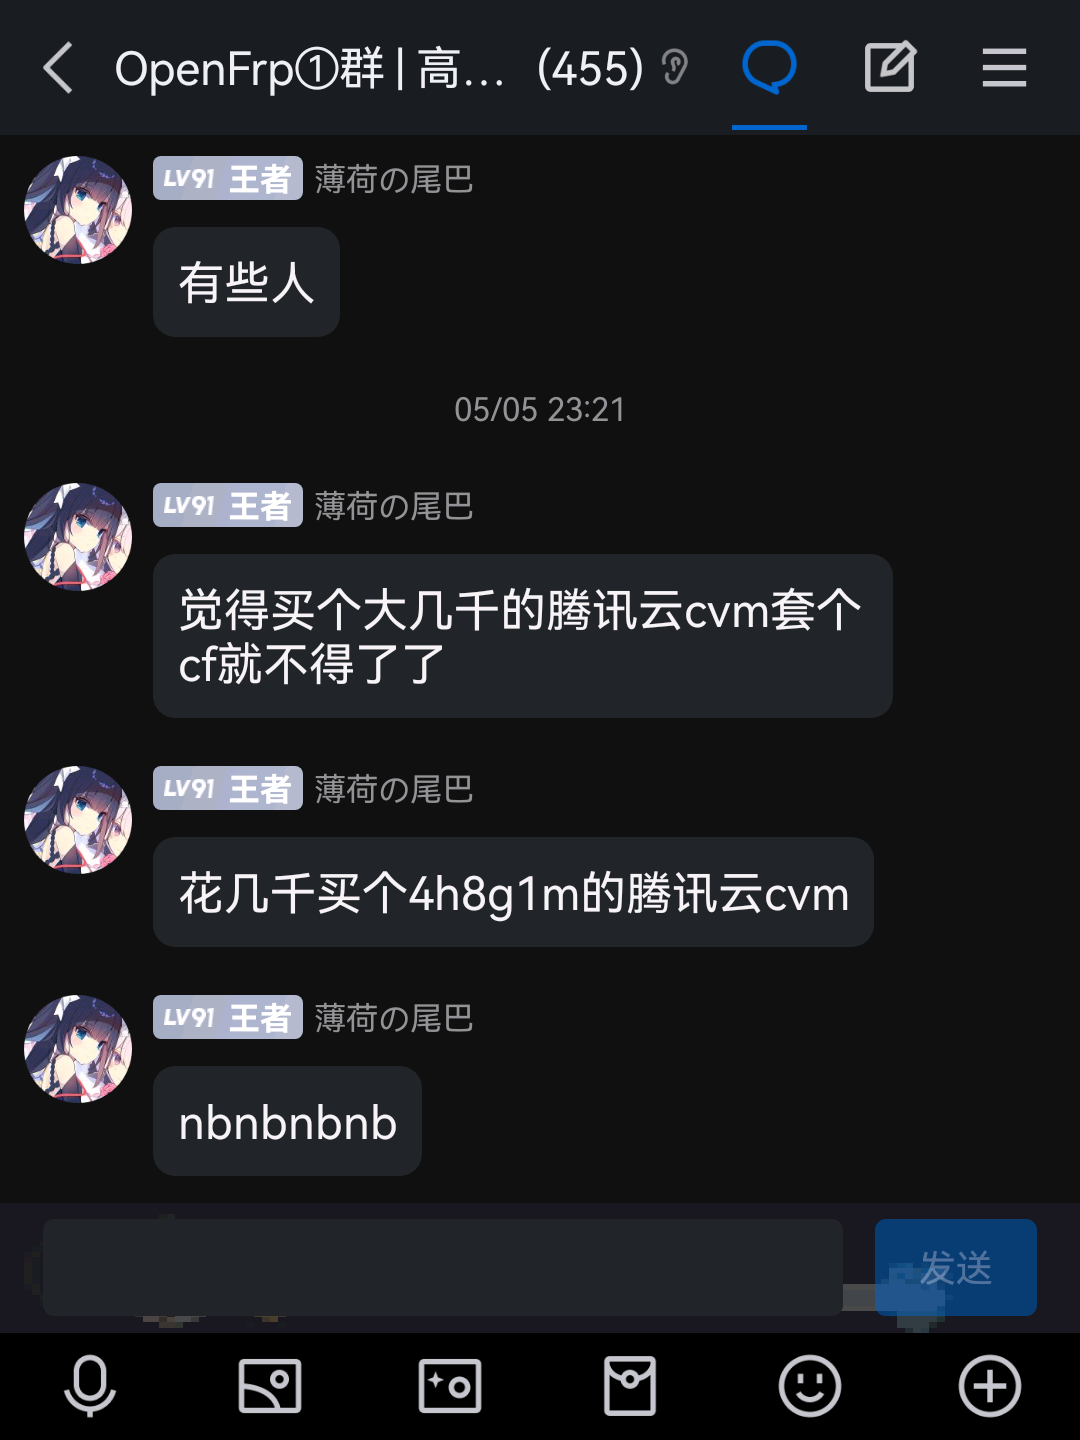 OpenFrp①群 | 高... (455)
LV91 王者 薄荷の尾巴
有些人
05/05 23:21
LV91 王者 薄荷の尾巴
觉得买个大几千的腾讯云cvm套个
cf就不得了了
LV91 王者 薄荷の尾巴
花几千买个4h8g1m的腾讯云cvm
LV91 王者 薄荷の尾巴
nbnbnbnb
发送